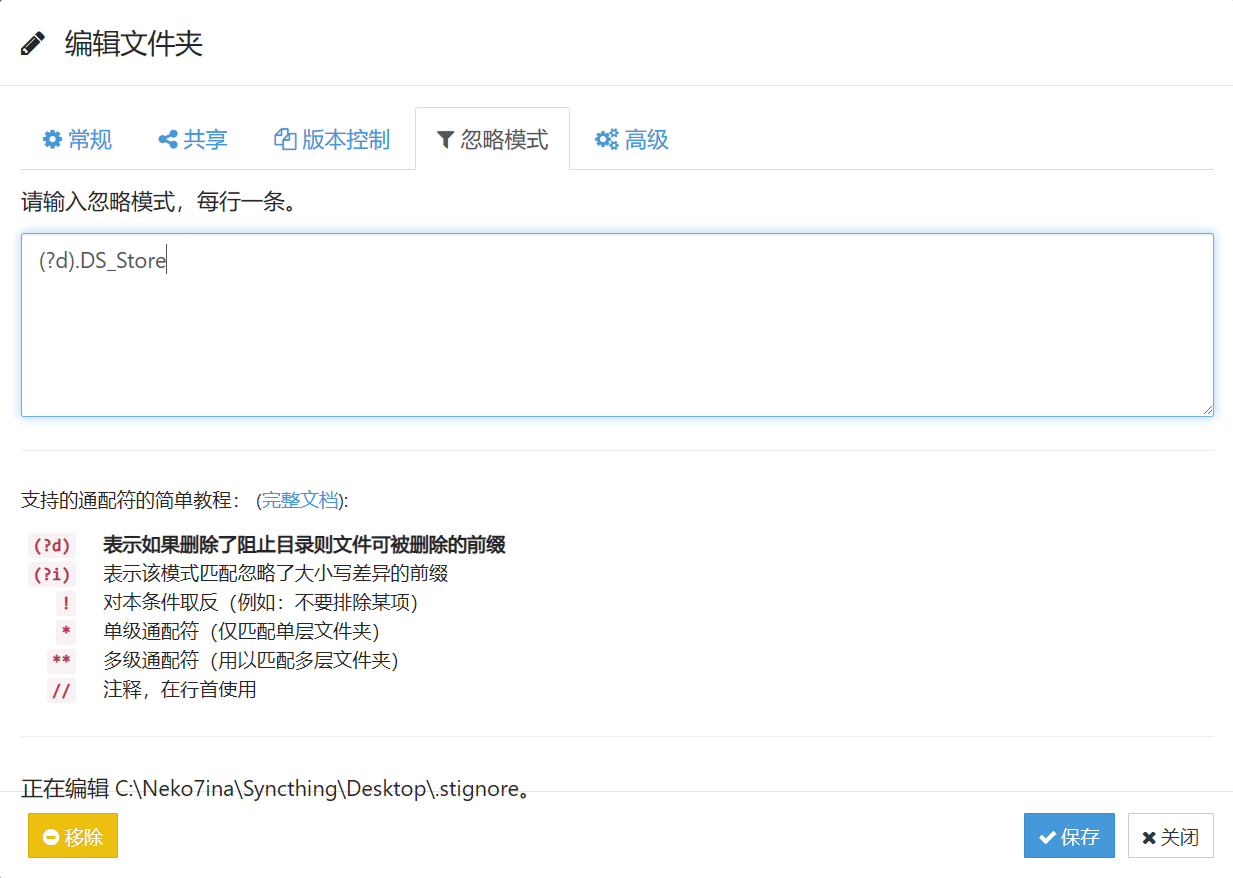 编辑文件夹
常规 共享 版本控制 忽略模式 高级
请输入忽略模式，每行一条。
(?d).DS_Store
支持的通配符的简单教程： (完整文档):
(?d) 表示如果删除了阻止目录则文件可被删除的前缀
(?i) 表示该模式匹配忽略了大小写差异的前缀
! 对本条件取反（例如：不要排除某项）
* 单级通配符（仅匹配单层文件夹）
** 多级通配符（用以匹配多层文件夹）
// 注释，在行首使用
正在编辑 C:\Neko7ina\Syncthing\Desktop\.stignore。
移除 保存 关闭